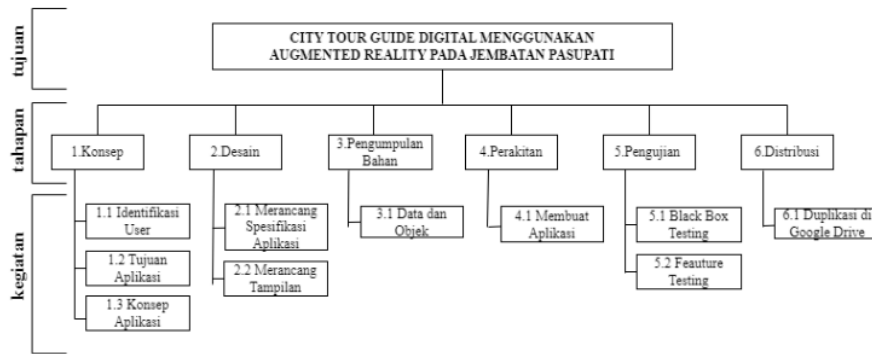 tujuan
CITY TOUR GUIDE DIGITAL MENGGUNAKAN
AUGMENTED REALITY PADA JEMBATAN PASUPATI
tahapan
1.Konsep
2.Desain
3.Pengumpulan
Bahan
4.Perakitan
5.Pengujian
6.Distribusi
kegiatan
1.1 Identifikasi
User
1.2 Tujuan
Aplikasi
1.3 Konsep
Aplikasi
2.1 Merancang
Spesifikasi
Aplikasi
2.2 Merancang
Tampilan
3.1 Data dan
Objek
4.1 Membuat
Aplikasi
5.1 Black Box
Testing
5.2 Feauture
Testing
6.1 Duplikasi di
Google Drive